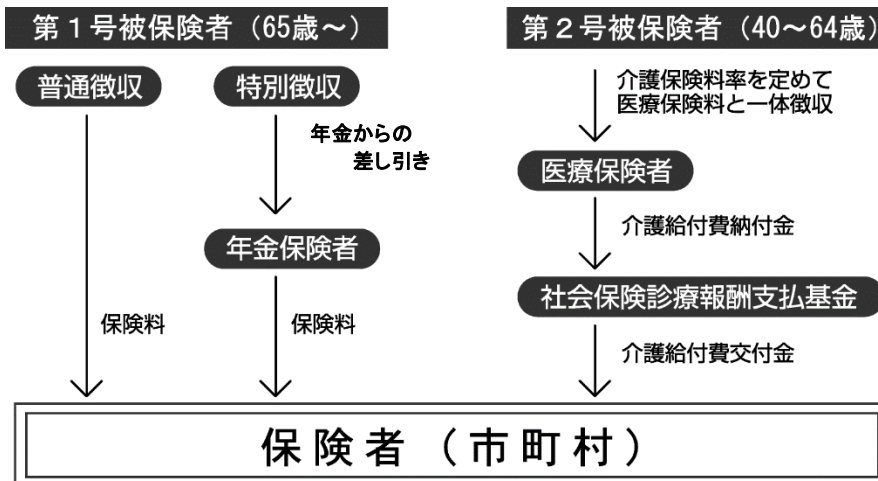 第1号被保険者（65歳～）
普通徴収
特別徴収
年金からの
差し引き
年金保険者
保険料
保険料
第2号被保険者（40～64歳）
介護保険料率を定めて
医療保険料と一体徴収
医療保険者
介護給付費納付金
社会保険診療報酬支払基金
介護給付費交付金
保険者（市町村）